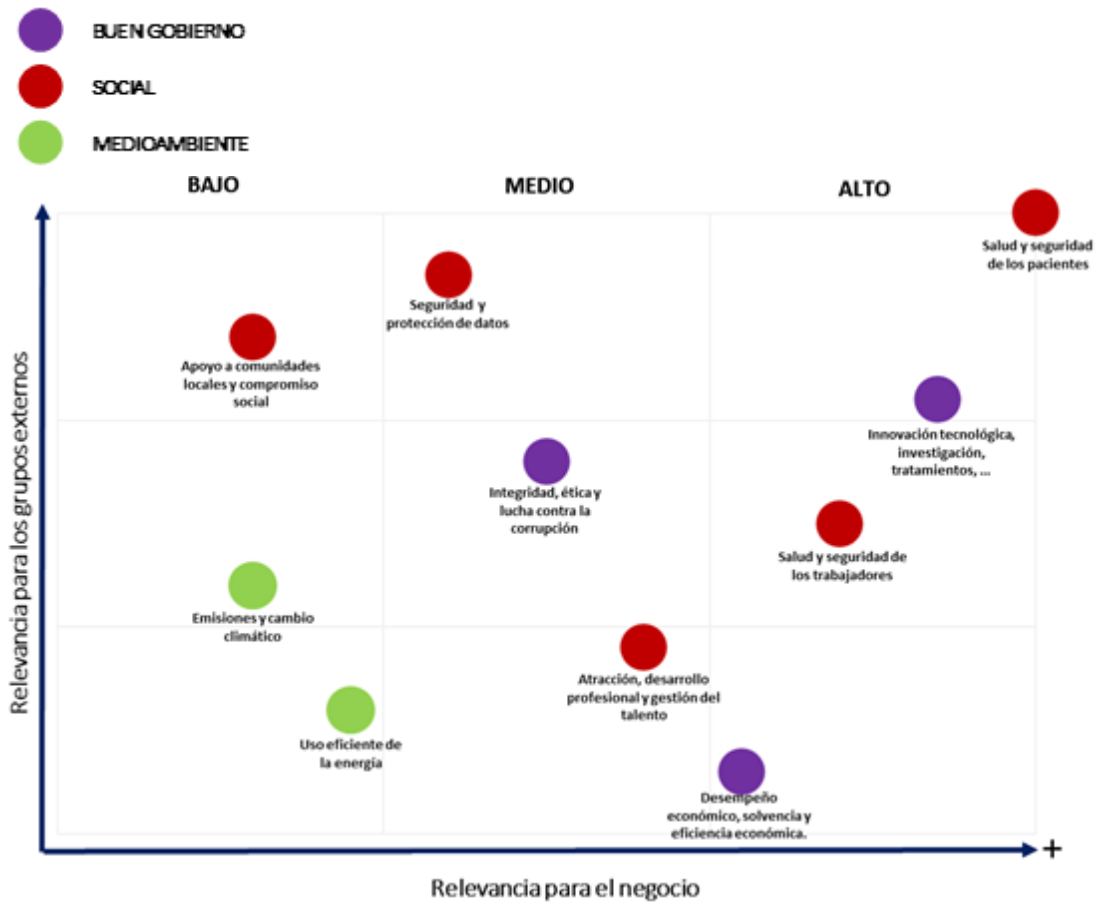 BUEN GOBIERNO
SOCIAL
MEDIOAMBIENTE
BAJO
MEDIO
ALTO
Salud y seguridad
de los pacientes
Seguridad y
protección de datos
Apoyo a comunidades
locales y compromiso
social
Innovación tecnológica,
investigación,
tratamientos, ...
Integridad, ética y
lucha contra la
corrupción
Salud y seguridad de
los trabajadores
Emisiones y cambio
climático
Atracción, desarrollo
profesional y gestión del
talento
Uso eficiente de
la energía
Desempeño
económico, solvencia y
eficiencia económica.
Relevancia para los grupos externos
+
Relevancia para el negocio